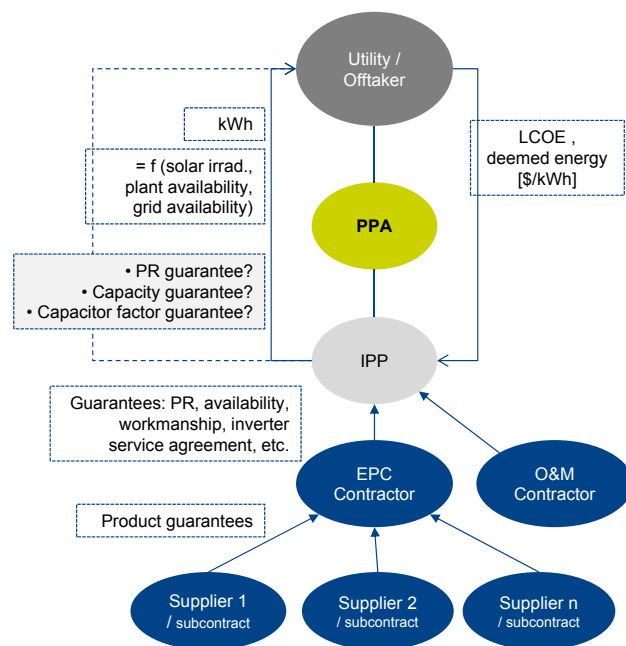 Utility /
Offtaker
kWh
= f (solar irrad.,
plant availability,
grid availability)
LCOE ,
deemed energy
[$/kWh]
PPA
• PR guarantee?
• Capacity guarantee?
• Capacitor factor guarantee?
IPP
Guarantees: PR, availability,
workmanship, inverter
service agreement, etc.
EPC
Contractor
O&M
Contractor
Product guarantees
Supplier 1
/ subcontract
Supplier 2
/ subcontract
Supplier n
/ subcontract